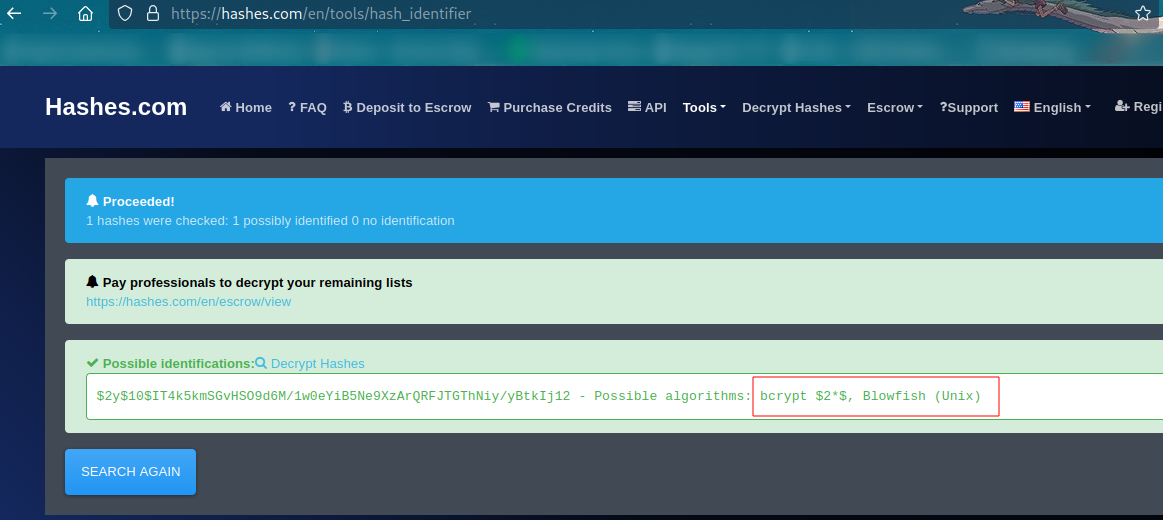 https://hashes.com/en/tools/hash_identifier
Hashes.com
Home
? FAQ
Deposit to Escrow
Purchase Credits
API
Tools
Decrypt Hashes
Escrow
?Support
English
Regi
Proceeded!
1 hashes were checked: 1 possibly identified 0 no identification
Pay professionals to decrypt your remaining lists
https://hashes.com/en/escrow/view
Possible identifications: Decrypt Hashes
$2y$10$IT4k5kmSGvHSO9d6M/1w0eYiB5Ne9XzArQRFJTGThNiy/yBtkIj12 - Possible algorithms: bcrypt $2*$, Blowfish (Unix)
SEARCH AGAIN